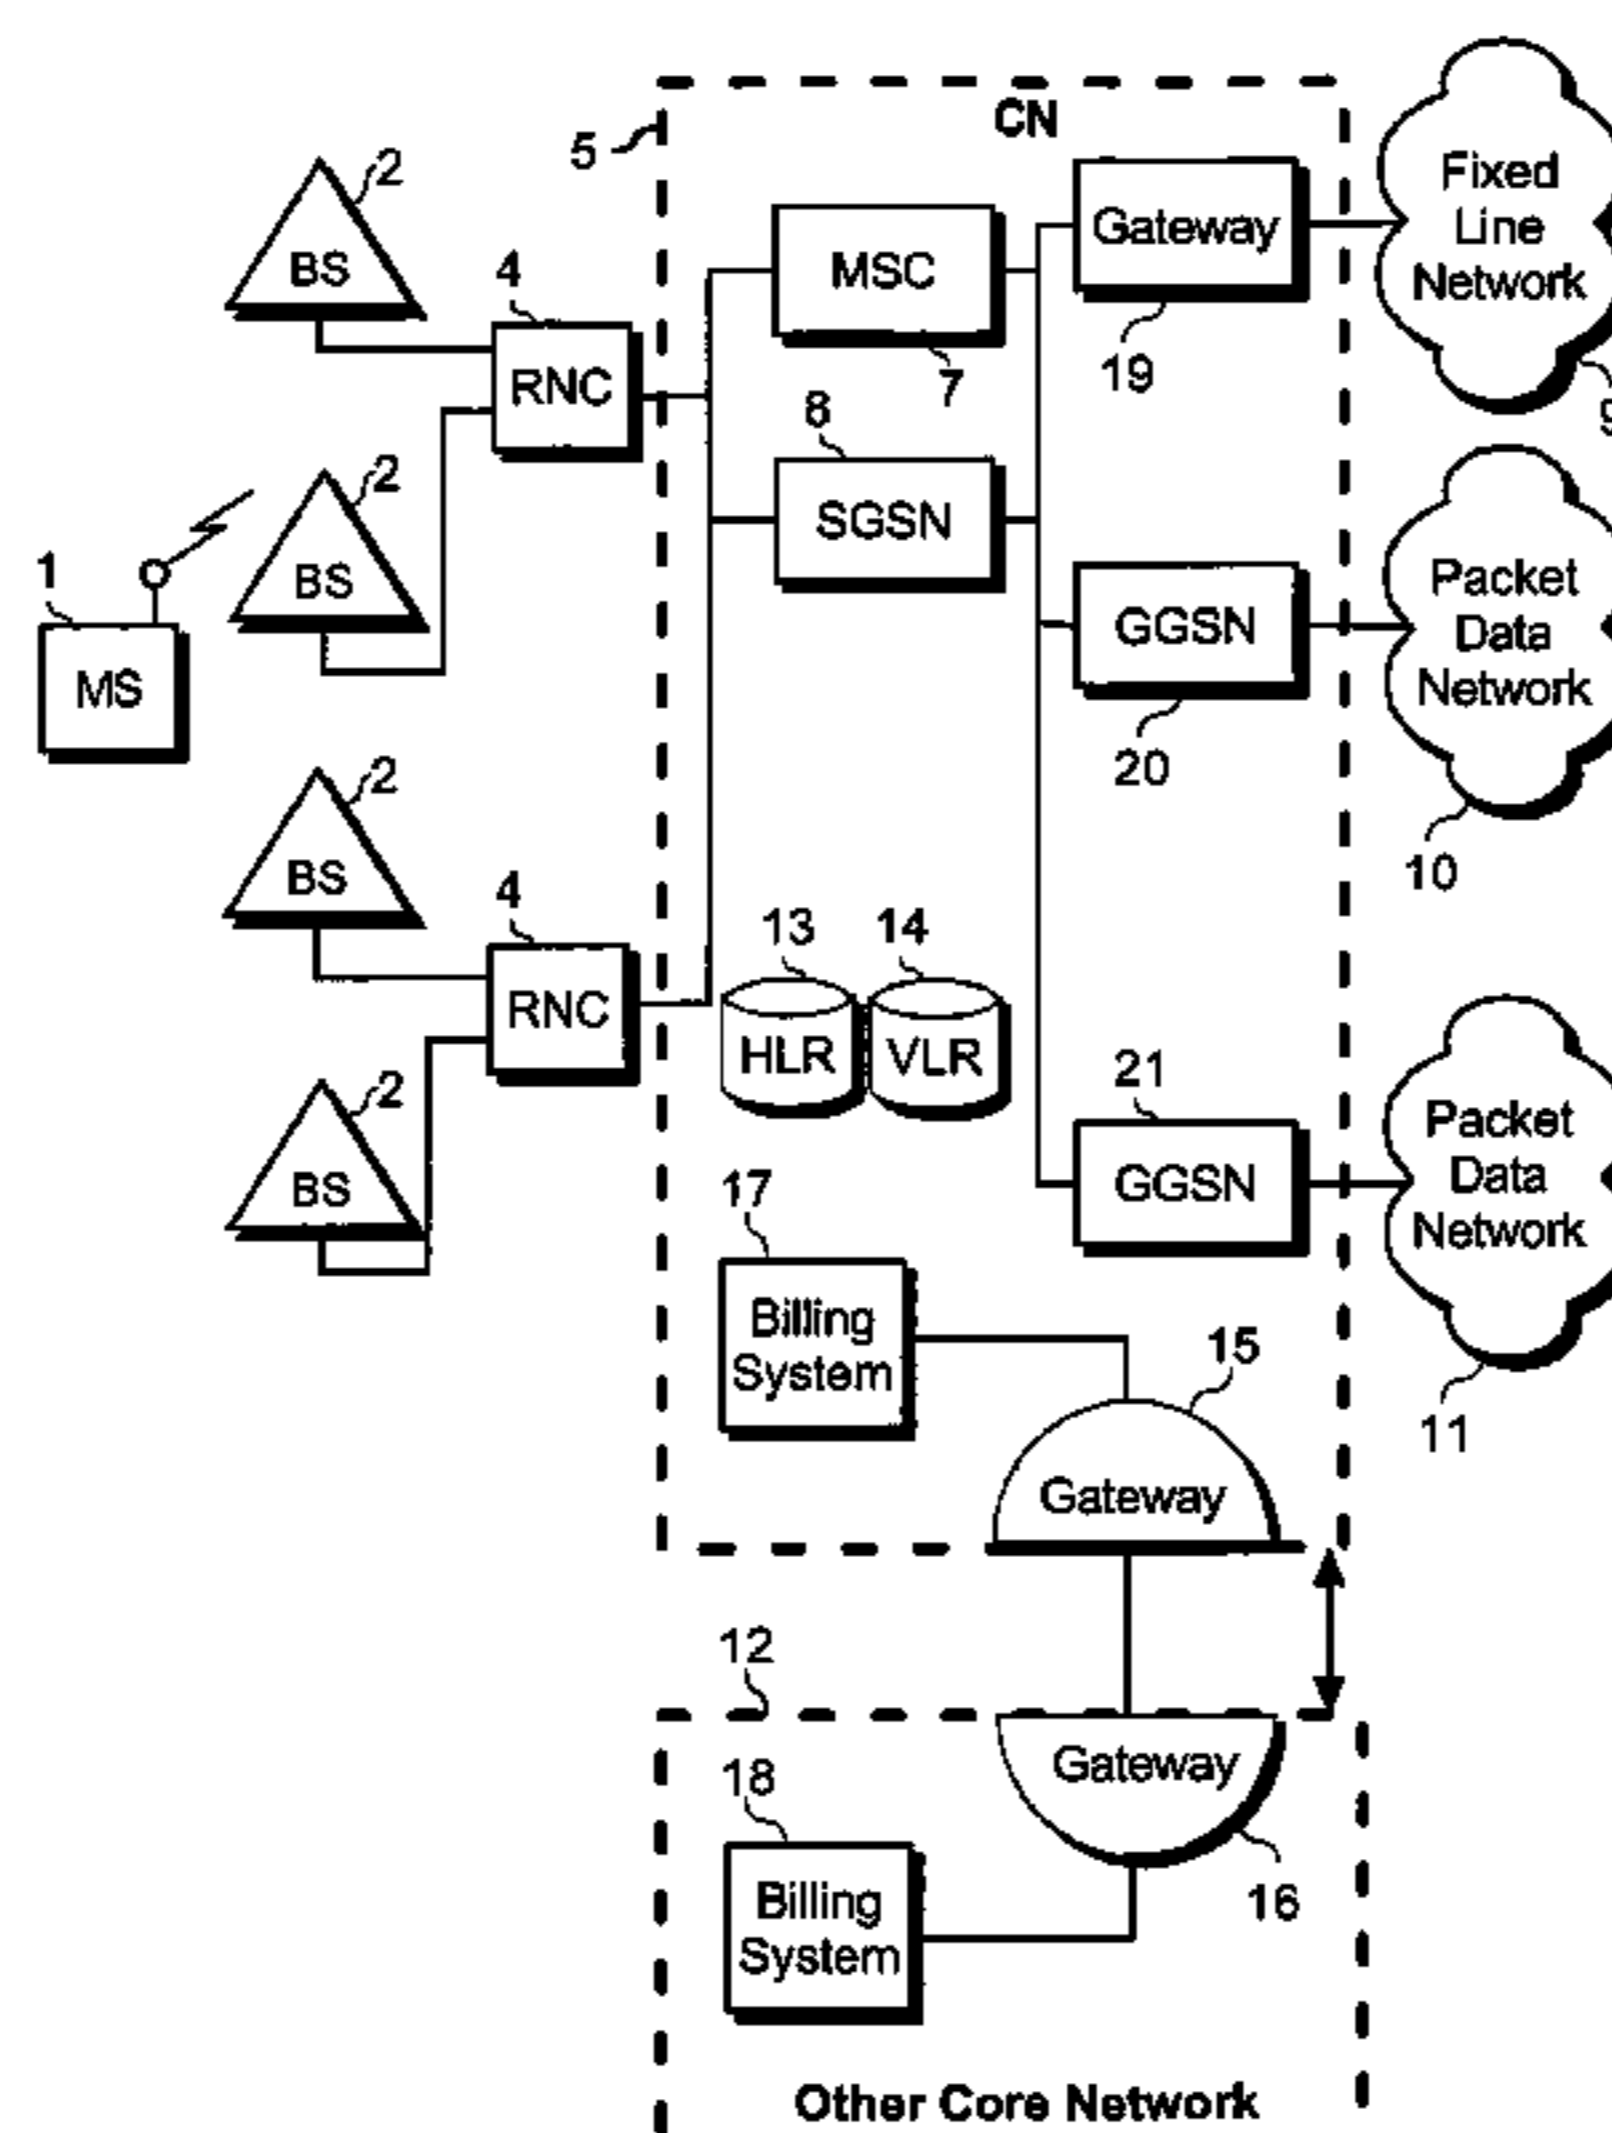 CN
5
2
BS
4
RNC
MSC
7
Gateway
19
Fixed
Line
Network
9
2
BS
8
SGSN
1
MS
GGSN
20
Packet
Data
Network
10
2
BS
4
RNC
13
HLR
14
VLR
2
BS
21
GGSN
Packet
Data
Network
11
17
Billing
System
15
Gateway
12
Gateway
16
18
Billing
System
Other Core Network